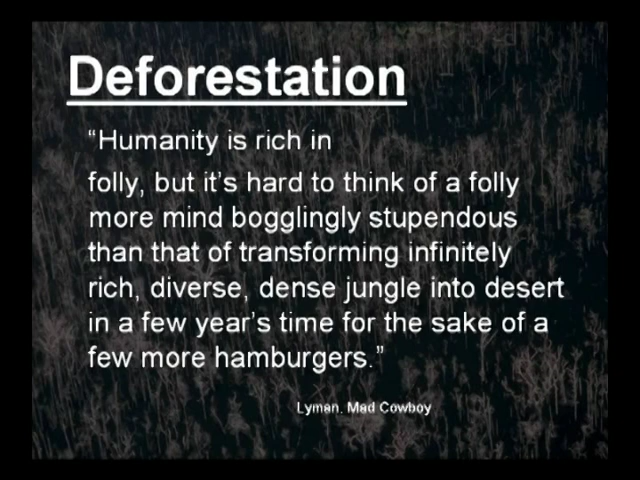 Deforestation
“Humanity is rich in
folly, but it’s hard to think of a folly
more mind bogglingly stupendous
than that of transforming infinitely
rich, diverse, dense jungle into desert
in a few year’s time for the sake of a
few more hamburgers.”
Lyman. Mad Cowboy